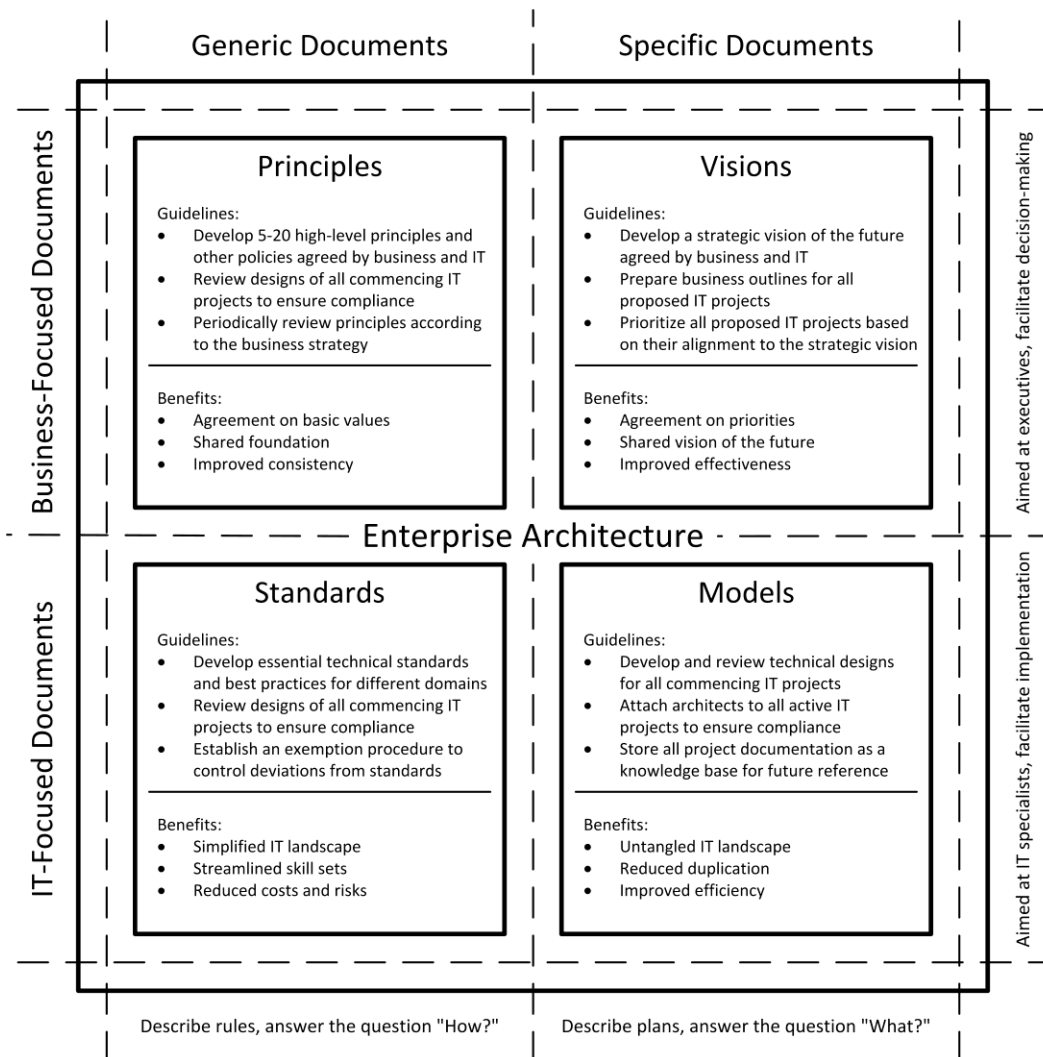 Generic Documents
Specific Documents
Business-Focused Documents
Principles
Guidelines:
• Develop 5-20 high-level principles and
other policies agreed by business and IT
• Review designs of all commencing IT
projects to ensure compliance
• Periodically review principles according
to the business strategy
Benefits:
• Agreement on basic values
• Shared foundation
• Improved consistency
Visions
Guidelines:
• Develop a strategic vision of the future
agreed by business and IT
• Prepare business outlines for all
proposed IT projects
• Prioritize all proposed IT projects based
on their alignment to the strategic vision
Benefits:
• Agreement on priorities
• Shared vision of the future
• Improved effectiveness
Aimed at executives, facilitate decision-making
Enterprise Architecture
IT-Focused Documents
Standards
Guidelines:
• Develop essential technical standards
and best practices for different domains
• Review designs of all commencing IT
projects to ensure compliance
• Establish an exemption procedure to
control deviations from standards
Benefits:
• Simplified IT landscape
• Streamlined skill sets
• Reduced costs and risks
Models
Guidelines:
• Develop and review technical designs
for all commencing IT projects
• Attach architects to all active IT
projects to ensure compliance
• Store all project documentation as a
knowledge base for future reference
Benefits:
• Untangled IT landscape
• Reduced duplication
• Improved efficiency
Aimed at IT specialists, facilitate implementation
Describe rules, answer the question "How?"
Describe plans, answer the question "What?"